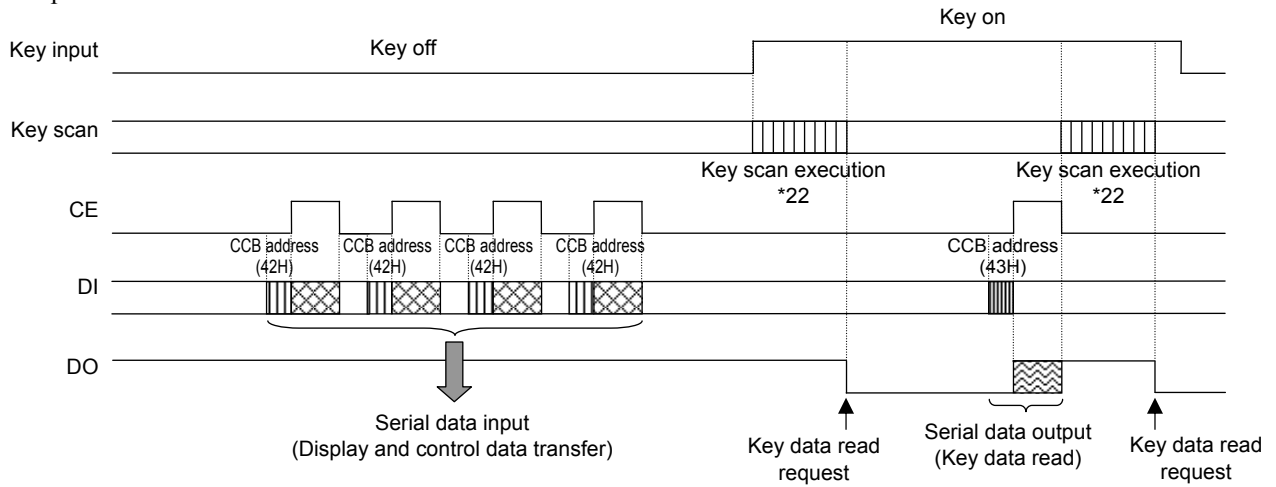 Key on
Key input
Key off
Key scan
Key scan execution
*22
Key scan execution
*22
CE
CCB address
(42H)
CCB address
(42H)
CCB address
(42H)
CCB address
(42H)
CCB address
(43H)
DI
DO
Serial data input
(Display and control data transfer)
Key data read
request
Serial data output
(Key data read)
Key data read
request